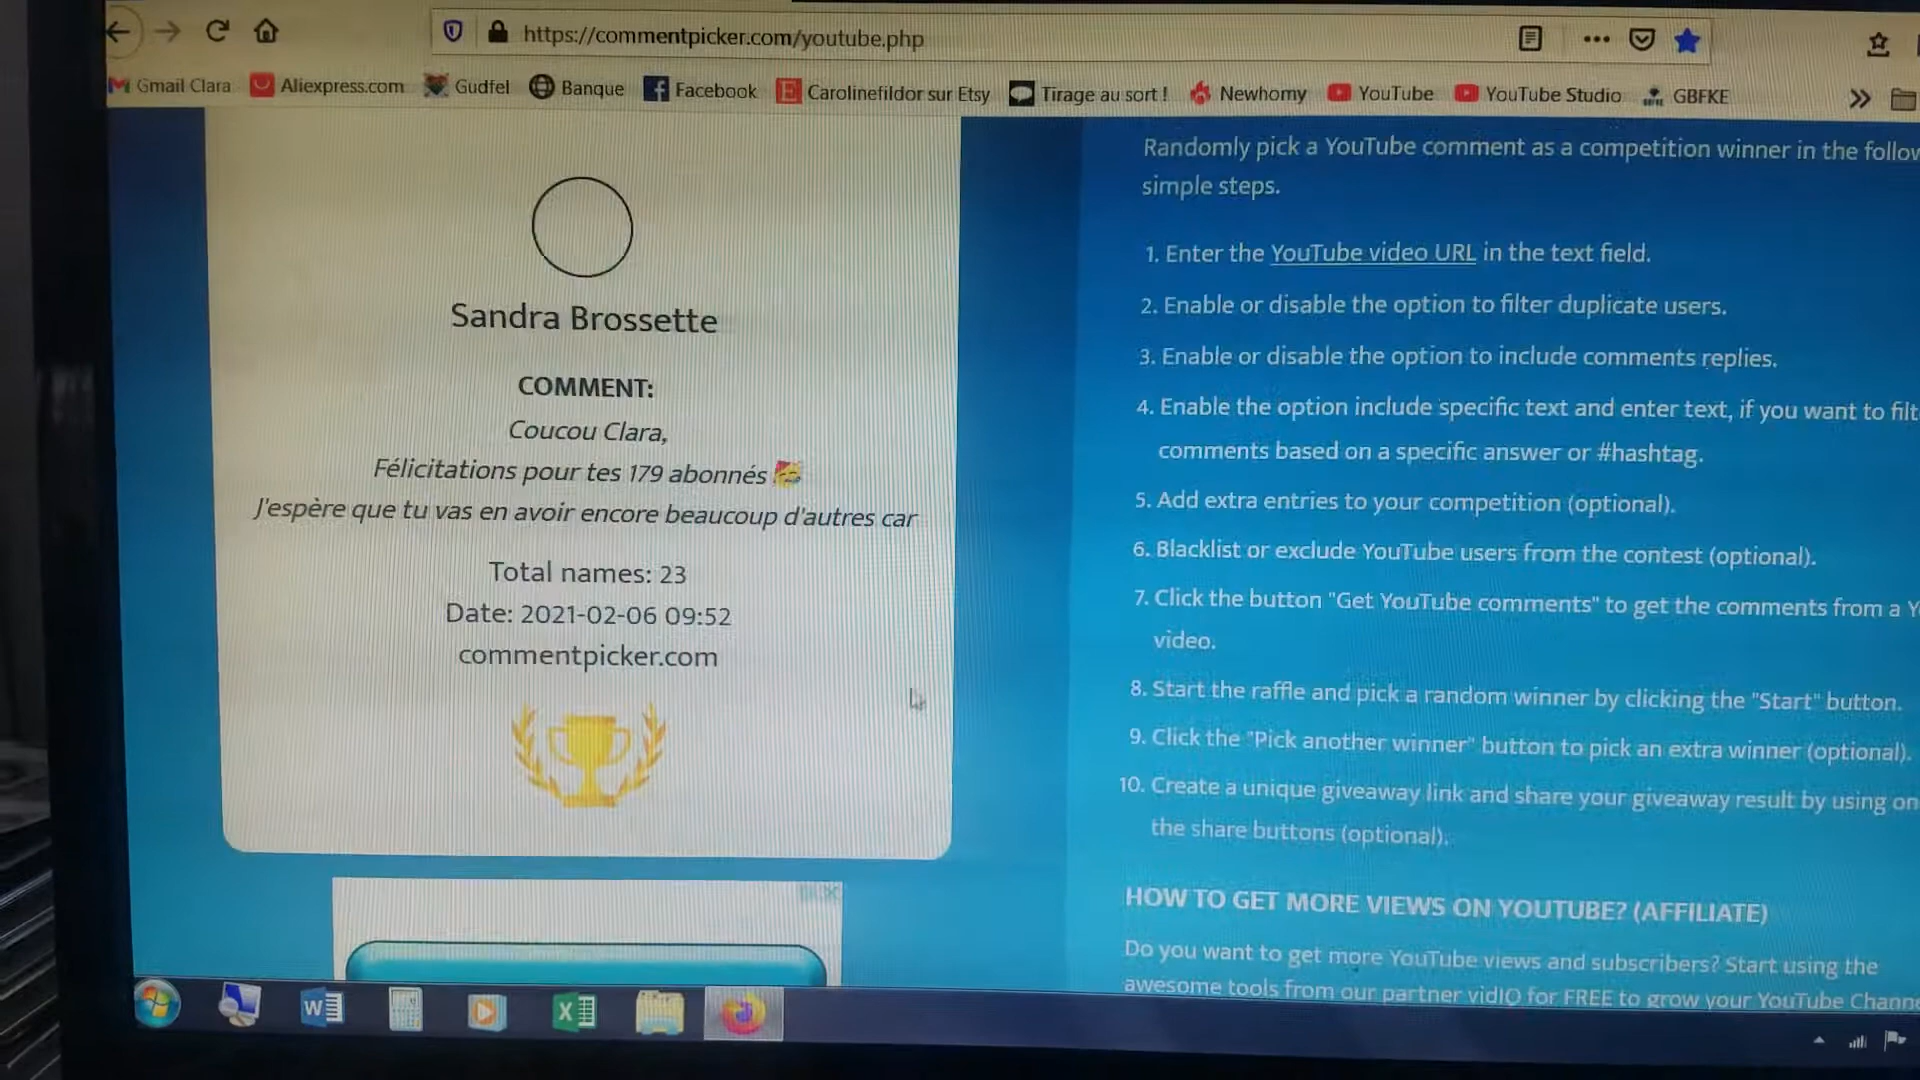 https://commentpicker.com/youtube.php
Gmail Clara Aliexpress.com Gudfel Banque Facebook Carolinefildor sur Etsy Tirage au sort ! Newhomy YouTube YouTube Studio GBFKE
Sandra Brossette
COMMENT:
Coucou Clara,
Félicitations pour tes 179 abonnés 🥳
J'espère que tu vas en avoir encore beaucoup d'autres car
Total names: 23
Date: 2021-02-06 09:52
commentpicker.com
Randomly pick a YouTube comment as a competition winner in the follow
simple steps.
1. Enter the YouTube video URL in the text field.
2. Enable or disable the option to filter duplicate users.
3. Enable or disable the option to include comments replies.
4. Enable the option include specific text and enter text, if you want to filt
comments based on a specific answer or #hashtag.
5. Add extra entries to your competition (optional).
6. Blacklist or exclude YouTube users from the contest (optional).
7. Click the button "Get YouTube comments" to get the comments from a Y
video.
8. Start the raffle and pick a random winner by clicking the "Start" button.
9. Click the "Pick another winner" button to pick an extra winner (optional).
10. Create a unique giveaway link and share your giveaway result by using on
the share buttons (optional).
HOW TO GET MORE VIEWS ON YOUTUBE? (AFFILIATE)
Do you want to get more YouTube views and subscribers? Start using the
awesome tools from our partner vidIQ for FREE to grow your YouTube Channe